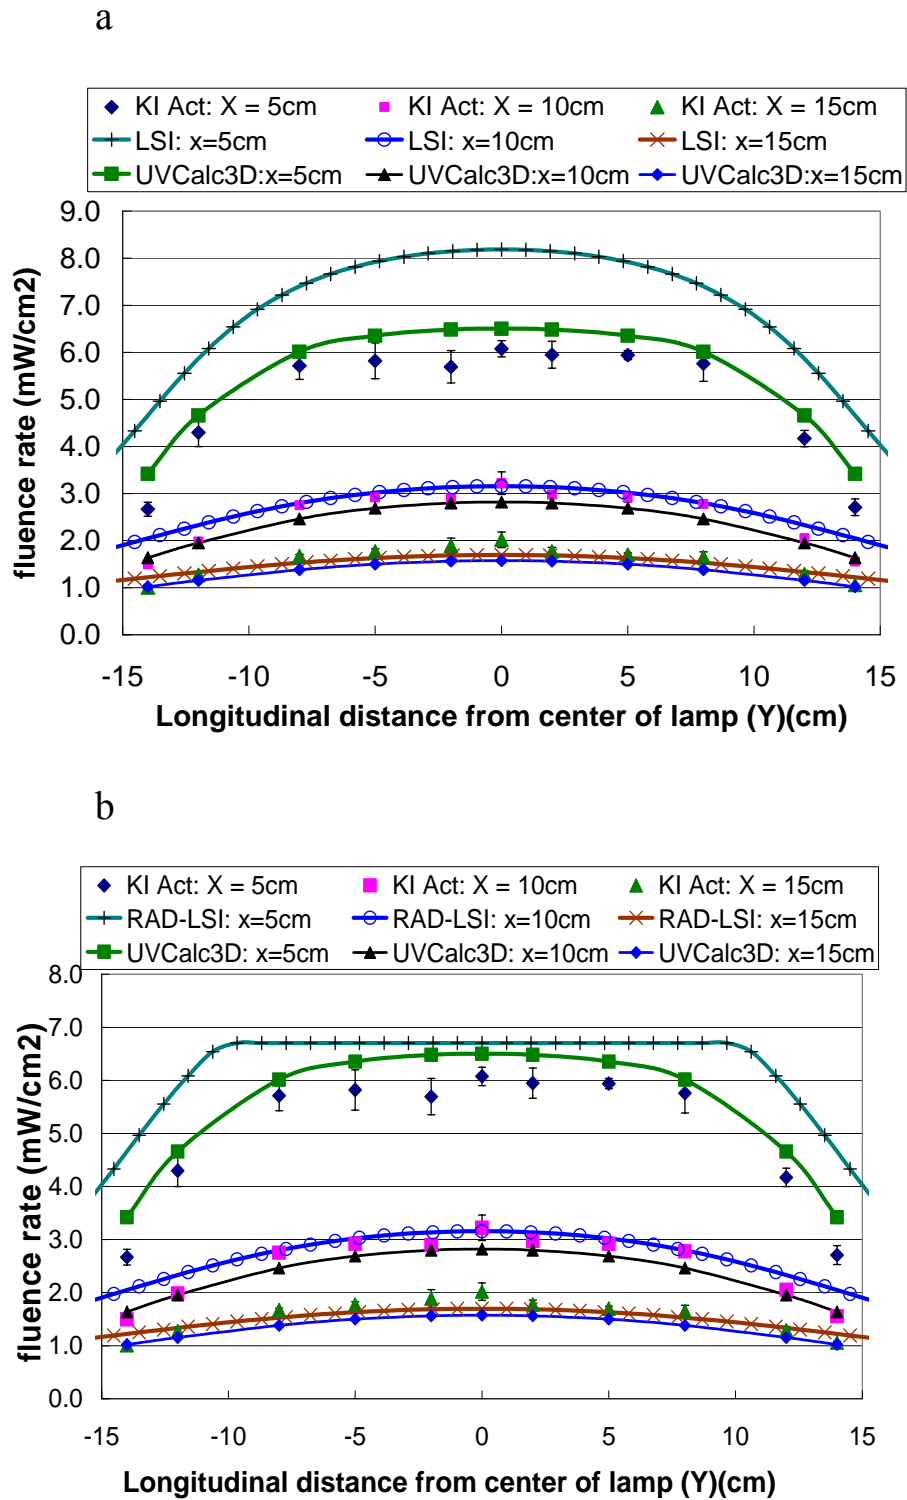 a
KI Act: X = 5cm KI Act: X = 10cm KI Act: X = 15cm
LSI: x=5cm LSI: x=10cm LSI: x=15cm
UVCalc3D:x=5cm UVCalc3D:x=10cm UVCalc3D:x=15cm
9.0
8.0
7.0
6.0
5.0
4.0
3.0
2.0
1.0
0.0
fluence rate (mW/cm2)
-15 -10 -5 0 5 10 15
Longitudinal distance from center of lamp (Y)(cm)
b
KI Act: X = 5cm KI Act: X = 10cm KI Act: X = 15cm
RAD-LSI: x=5cm RAD-LSI: x=10cm RAD-LSI: x=15cm
UVCalc3D: x=5cm UVCalc3D: x=10cm UVCalc3D: x=15cm
8.0
7.0
6.0
5.0
4.0
3.0
2.0
1.0
0.0
fluence rate (mW/cm2)
-15 -10 -5 0 5 10 15
Longitudinal distance from center of lamp (Y)(cm)